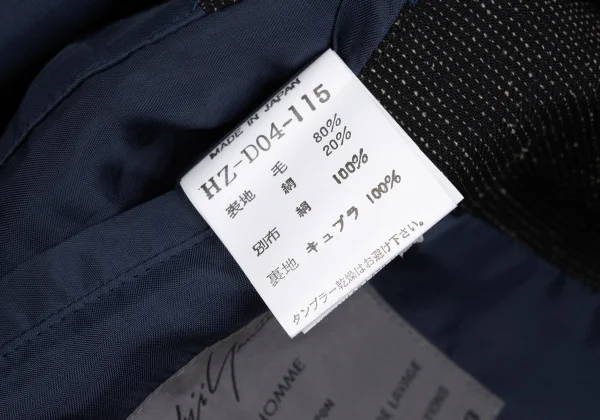 MADE IN JAPAN
HZ-D04-115
表地 毛 80%
絹 20%
別布 絹 100%
裏地 キュプラ 100%
タンブラー乾燥はお避け下さい。
HOMME
LAVAGE